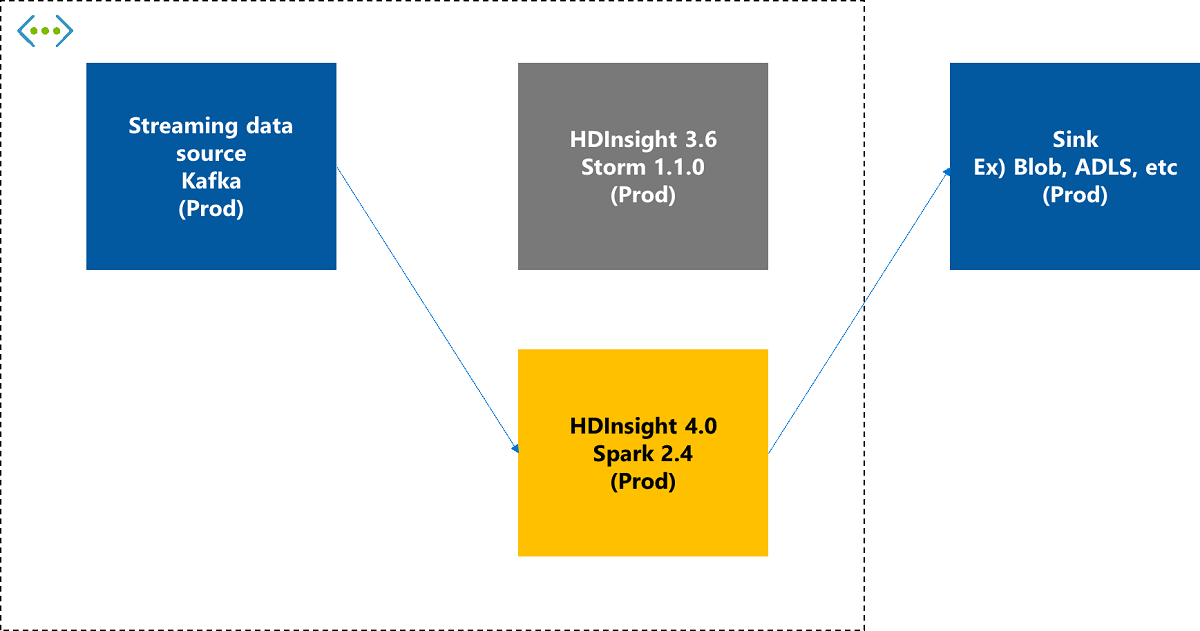 Streaming data
source
Kafka
(Prod)
HDInsight 3.6
Storm 1.1.0
(Prod)
Sink
Ex) Blob, ADLS, etc
(Prod)
HDInsight 4.0
Spark 2.4
(Prod)